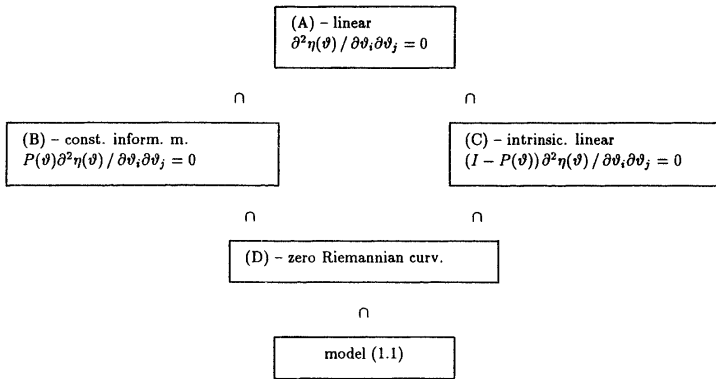 (A) – linear
∂²η(ϑ) / ∂ϑᵢ∂ϑⱼ = 0
∩ ∩
(B) – const. inform. m.
P(ϑ)∂²η(ϑ) / ∂ϑᵢ∂ϑⱼ = 0
(C) – intrinsic. linear
(I – P(ϑ)) ∂²η(ϑ) / ∂ϑᵢ∂ϑⱼ = 0
∩ ∩
(D) – zero Riemannian curv.
∩
model (1.1)